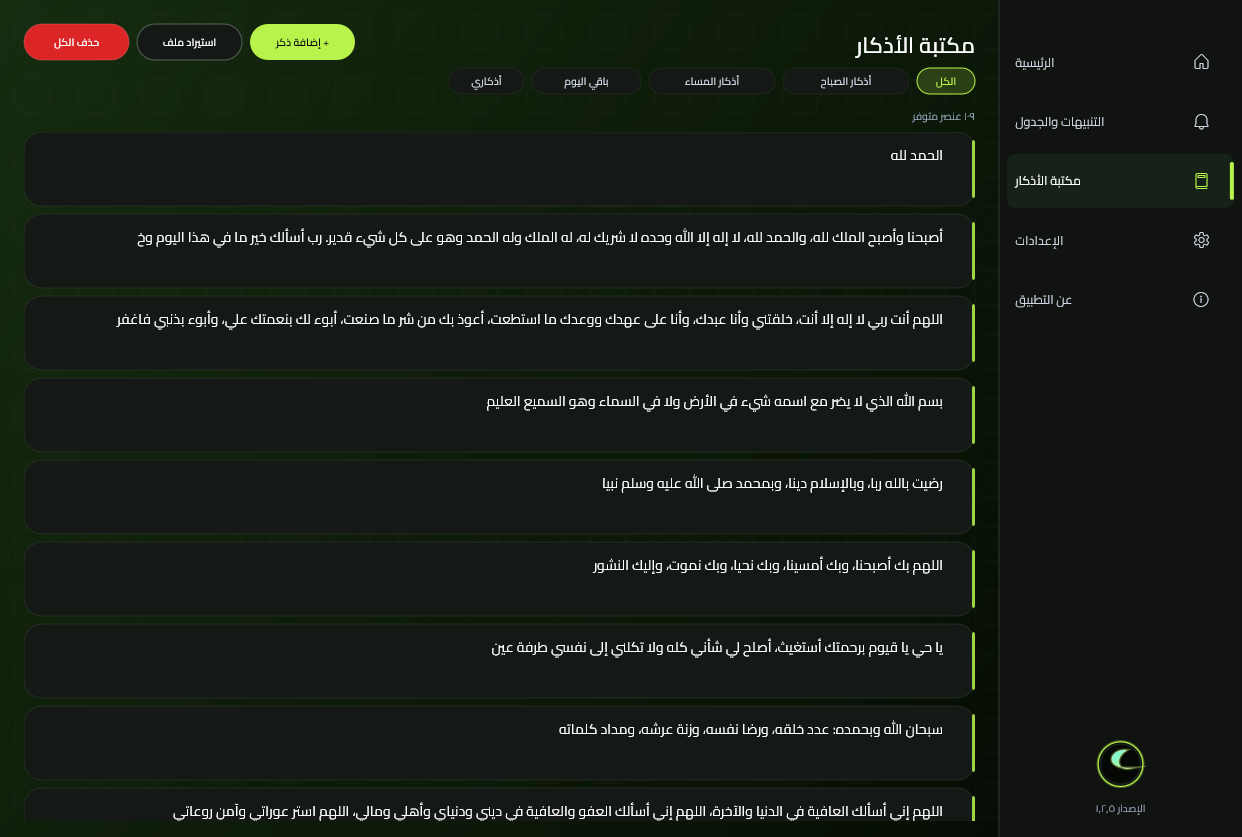 الرئيسية
التنبيهات والجدول
مكتبة الأذكار
الإعدادات
عن التطبيق
الإصدار ١,٢,٥
مكتبة الأذكار
+ إضافة ذكر
استيراد ملف
حذف الكل
الكل
أذكار الصباح
أذكار المساء
باقي اليوم
أذكاري
١٠٩ عنصر متوفر
الحمد لله
أصبحنا وأصبح الملك لله، والحمد لله، لا إله إلا الله وحده لا شريك له، له الملك وله الحمد وهو على كل شيء قدير. رب أسألك خير ما في هذا اليوم وخ
اللهم أنت ربي لا إله إلا أنت، خلقتني وأنا عبدك، وأنا على عهدك ووعدك ما استطعت، أعوذ بك من شر ما صنعت، أبوء لك بنعمتك علي، وأبوء بذنبي فاغفر
بسم الله الذي لا يضر مع اسمه شيء في الأرض ولا في السماء وهو السميع العليم
رضيت بالله ربا، وبالإسلام دينا، وبمحمد صلى الله عليه وسلم نبيا
اللهم بك أصبحنا، وبك أمسينا، وبك نحيا، وبك نموت، وإليك النشور
يا حي يا قيوم برحمتك أستغيث، أصلح لي شأني كله ولا تكلني إلى نفسي طرفة عين
سبحان الله وبحمده: عدد خلقه، ورضا نفسه، وزنة عرشه، ومداد كلماته
اللهم إني أسألك العافية في الدنيا والآخرة، اللهم إني أسألك العفو والعافية في ديني ودنياي وأهلي ومالي، اللهم استر عوراتي وآمن روعاتي